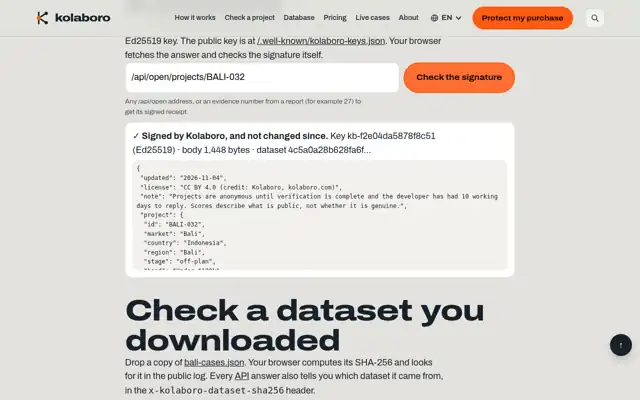 kolaboro
How it works
Check a project
Database
Pricing
Live cases
About
EN
Protect my purchase
Ed25519 key. The public key is at /.well-known/kolaboro-keys.json. Your browser
fetches the answer and checks the signature itself.
/api/open/projects/BALI-032
Check the signature
Any /api/open address, or an evidence number from a report (for example 27) to
get its signed receipt.
✓ Signed by Kolaboro, and not changed since. Key kb-f2e04da5878f8c51
(Ed25519) · body 1,448 bytes · dataset 4c5a0a28b628fa6f…
{
"updated": "2026-11-04",
"license": "CC BY 4.0 (credit: Kolaboro, kolaboro.com)",
"note": "Projects are anonymous until verification is complete and the developer has had 10 working
days to reply. Scores describe what is public, not whether it is genuine.",
"project": {
"id": "BALI-032",
"market": "Bali",
"country": "Indonesia",
"region": "Bali",
"stage": "off-plan",
Check a dataset you
downloaded
Drop a copy of bali-cases.json. Your browser computes its SHA-256 and looks
for it in the public log. Every API answer also tells you which dataset it came from,
in the x-kolaboro-dataset-sha256 header.
↑